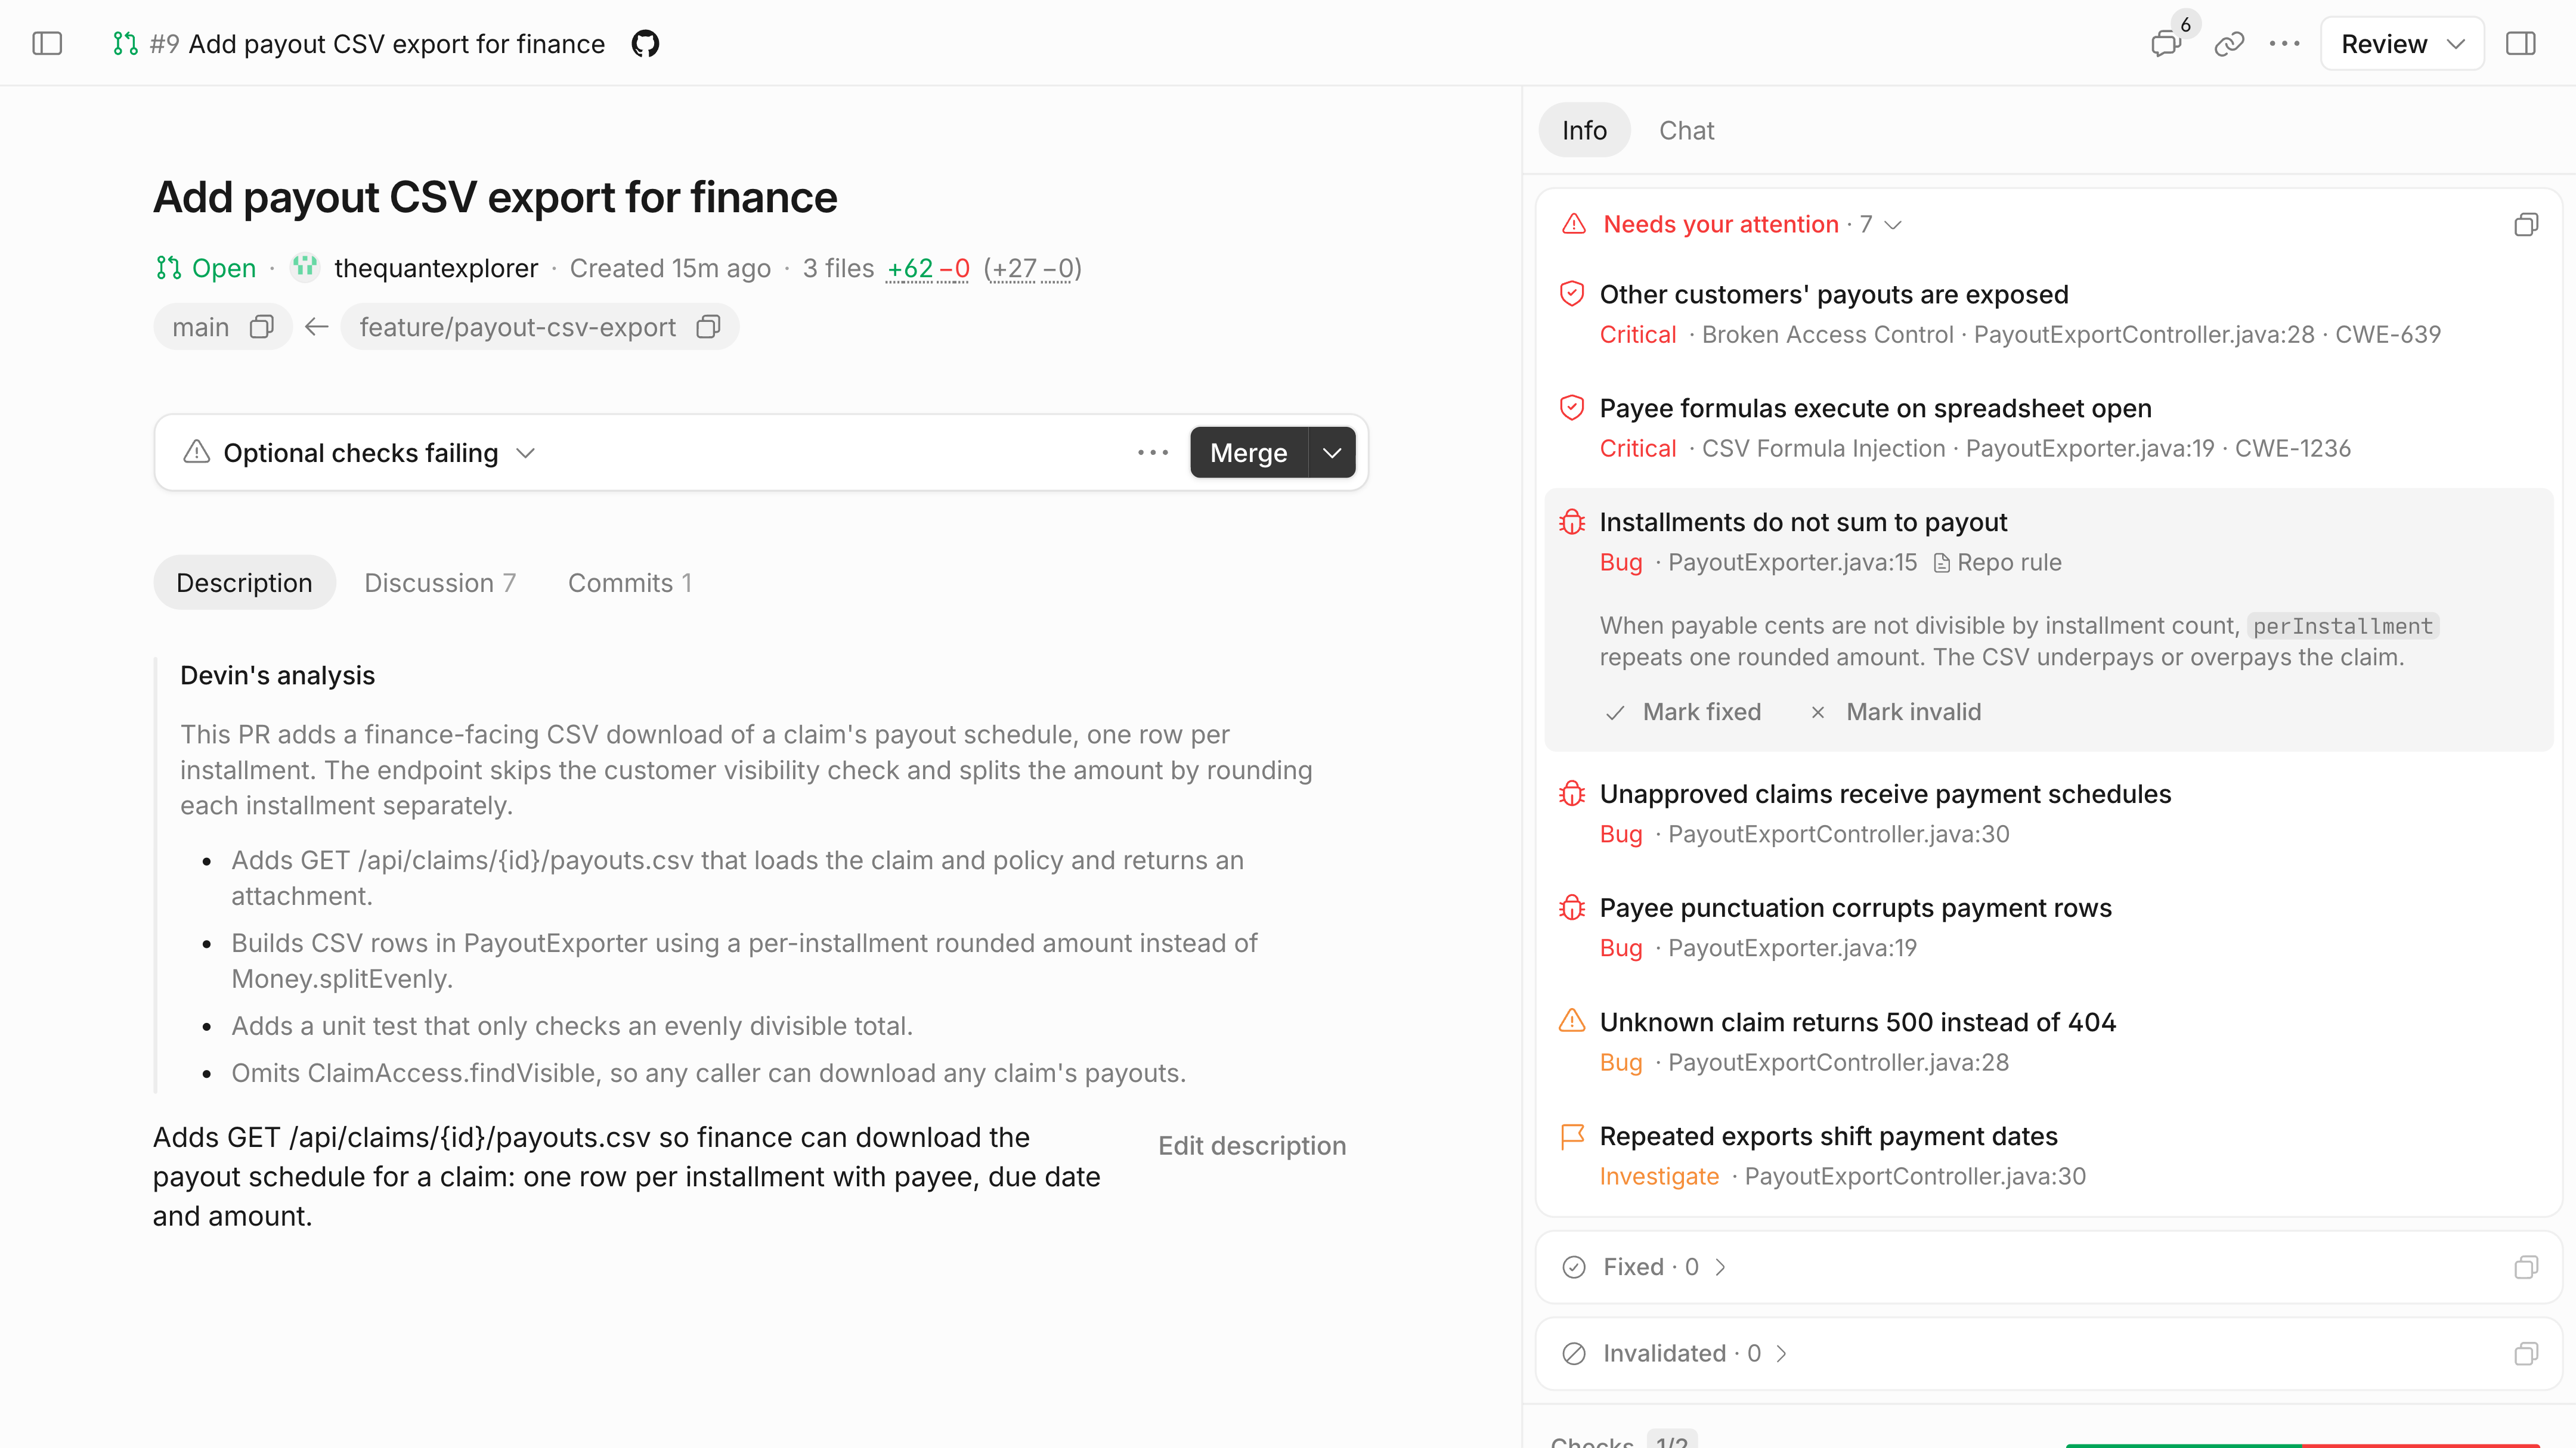 #9 Add payout CSV export for finance
6
Review
Add payout CSV export for finance
Open · thequantexplorer · Created 15m ago · 3 files +62 −0 (+27 −0)
main ← feature/payout-csv-export
Optional checks failing
Merge
Description
Discussion 7
Commits 1
Devin's analysis
This PR adds a finance-facing CSV download of a claim's payout schedule, one row per
installment. The endpoint skips the customer visibility check and splits the amount by rounding
each installment separately.
• Adds GET /api/claims/{id}/payouts.csv that loads the claim and policy and returns an
attachment.
• Builds CSV rows in PayoutExporter using a per-installment rounded amount instead of
Money.splitEvenly.
• Adds a unit test that only checks an evenly divisible total.
• Omits ClaimAccess.findVisible, so any caller can download any claim's payouts.
Adds GET /api/claims/{id}/payouts.csv so finance can download the
payout schedule for a claim: one row per installment with payee, due date
and amount.
Edit description
Info
Chat
Needs your attention · 7
Other customers' payouts are exposed
Critical · Broken Access Control · PayoutExportController.java:28 · CWE-639
Payee formulas execute on spreadsheet open
Critical · CSV Formula Injection · PayoutExporter.java:19 · CWE-1236
Installments do not sum to payout
Bug · PayoutExporter.java:15 Repo rule
When payable cents are not divisible by installment count, perInstallment
repeats one rounded amount. The CSV underpays or overpays the claim.
Mark fixed
Mark invalid
Unapproved claims receive payment schedules
Bug · PayoutExportController.java:30
Payee punctuation corrupts payment rows
Bug · PayoutExporter.java:19
Unknown claim returns 500 instead of 404
Bug · PayoutExportController.java:28
Repeated exports shift payment dates
Investigate · PayoutExportController.java:30
Fixed · 0
Invalidated · 0
Checks 1/2